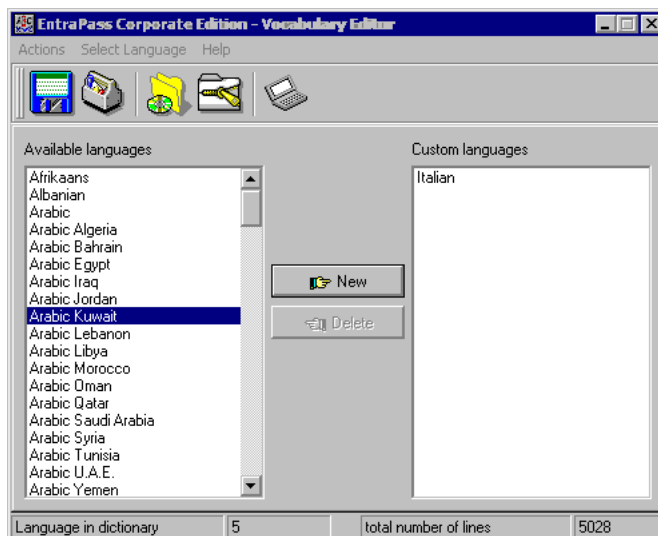 EntraPass Corporate Edition - Vocabulary Editor
Actions Select Language Help
Available languages
Custom languages
Afrikaans
Albanian
Arabic
Arabic Algeria
Arabic Bahrain
Arabic Egypt
Arabic Iraq
Arabic Jordan
Arabic Kuwait
Arabic Lebanon
Arabic Libya
Arabic Morocco
Arabic Oman
Arabic Qatar
Arabic Saudi Arabia
Arabic Syria
Arabic Tunisia
Arabic U.A.E.
Arabic Yemen
New
Delete
Italian
Language in dictionary 5 total number of lines 5028